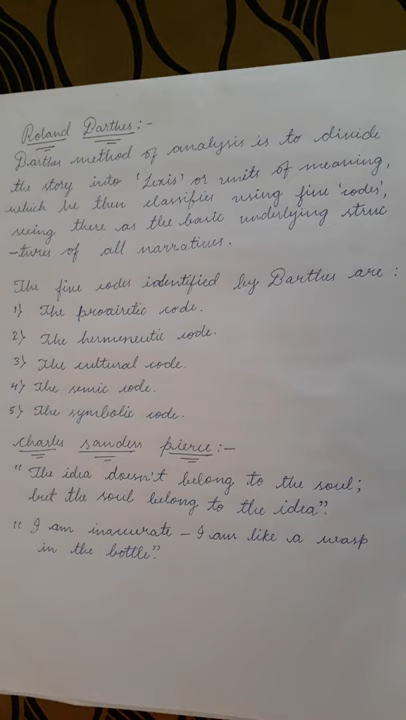 Roland Barthes:-
Barthes method of analysis is to divide
the story into 'Lexis' or units of meaning,
which he then classifies using five 'codes',
seeing there as the basic underlying struc
-tures of all narratives.
The five codes identified by Barthes are :
1) The proairetic code.
2) The hermeneutic code.
3) The cultural code.
4) The semic code.
5) The symbolic code.
Charles sanders pierce:-
"The idea doesn't belong to the soul;
but the soul belong to the idea".
"I am inaccurate - I am like a wasp
in the bottle".